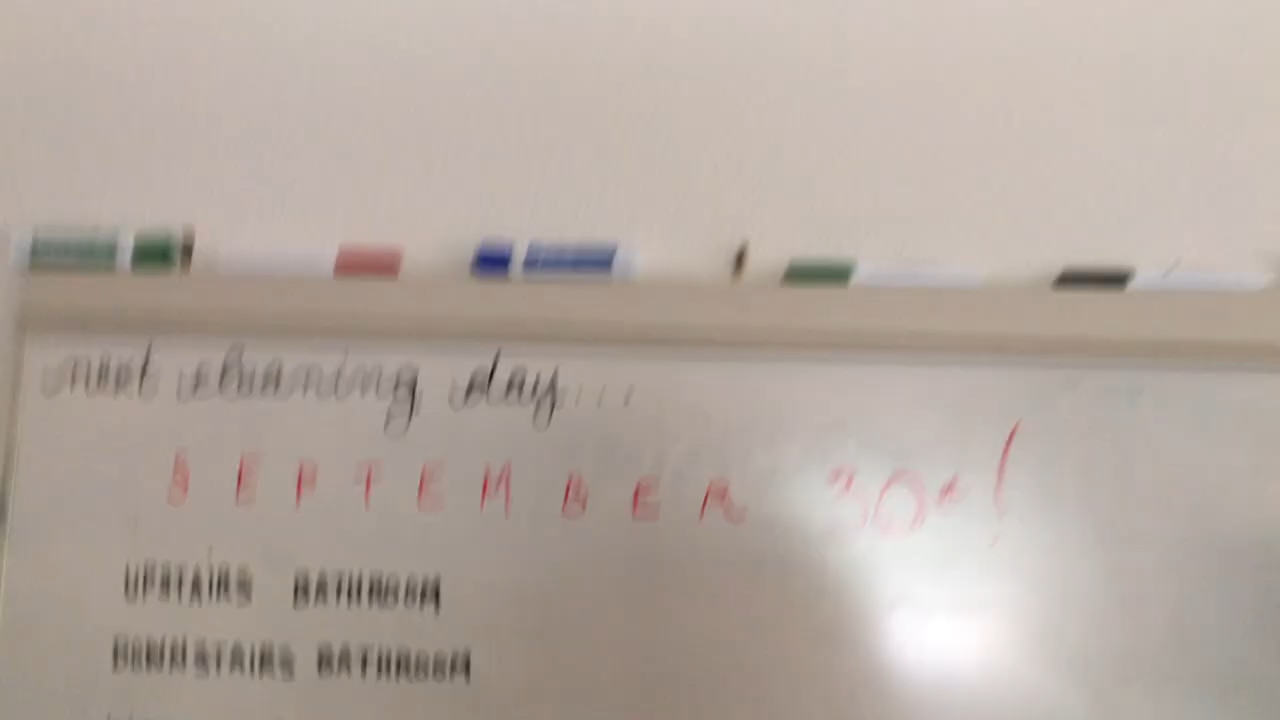 next cleaning day...
SEPTEMBER 30th!
UPSTAIRS BATHROOM
DOWNSTAIRS BATHROOM